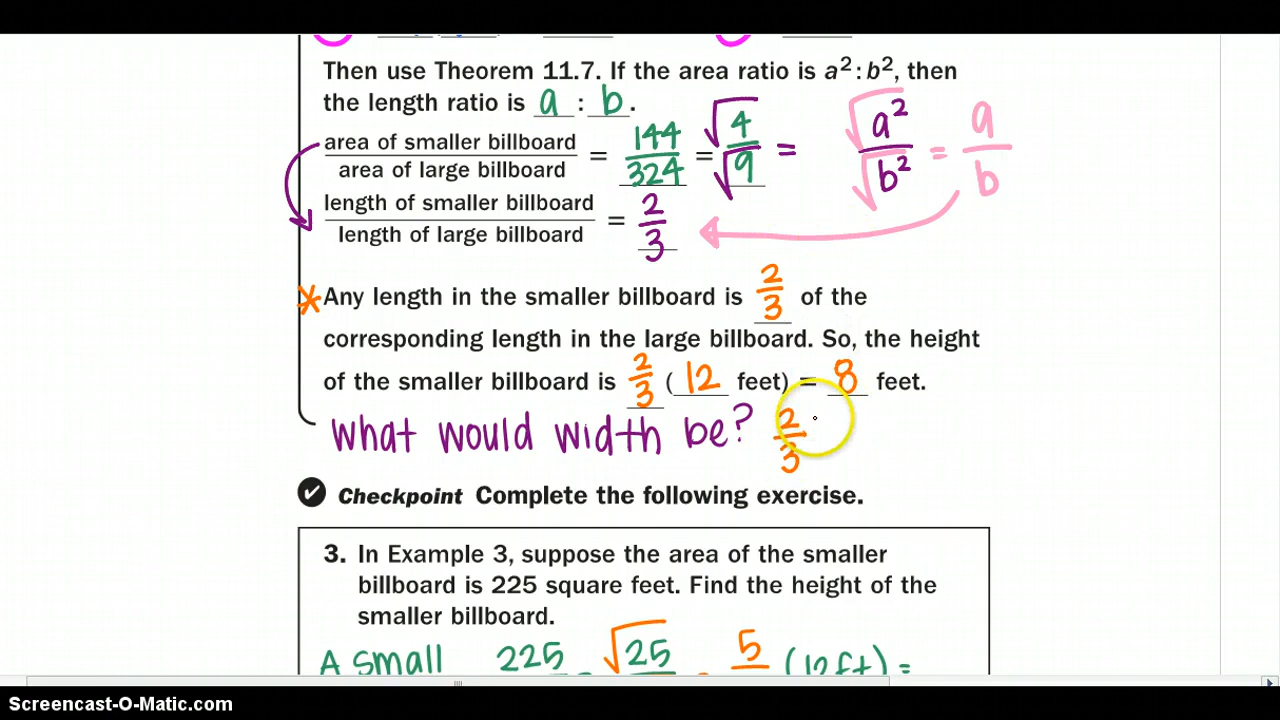 Then use Theorem 11.7. If the area ratio is a²:b², then
the length ratio is a : b.
area of smaller billboard / area of large billboard = 144/324 = √4/√9 = √a²/√b² = a/b
length of smaller billboard / length of large billboard = 2/3
*Any length in the smaller billboard is 2/3 of the
corresponding length in the large billboard. So, the height
of the smaller billboard is 2/3 (12 feet) = 8 feet.
What would width be? 2/3
✓ Checkpoint Complete the following exercise.
3. In Example 3, suppose the area of the smaller
billboard is 225 square feet. Find the height of the
smaller billboard.
A small 225 = √25 = 5 (12ft) =
Screencast-O-Matic.com